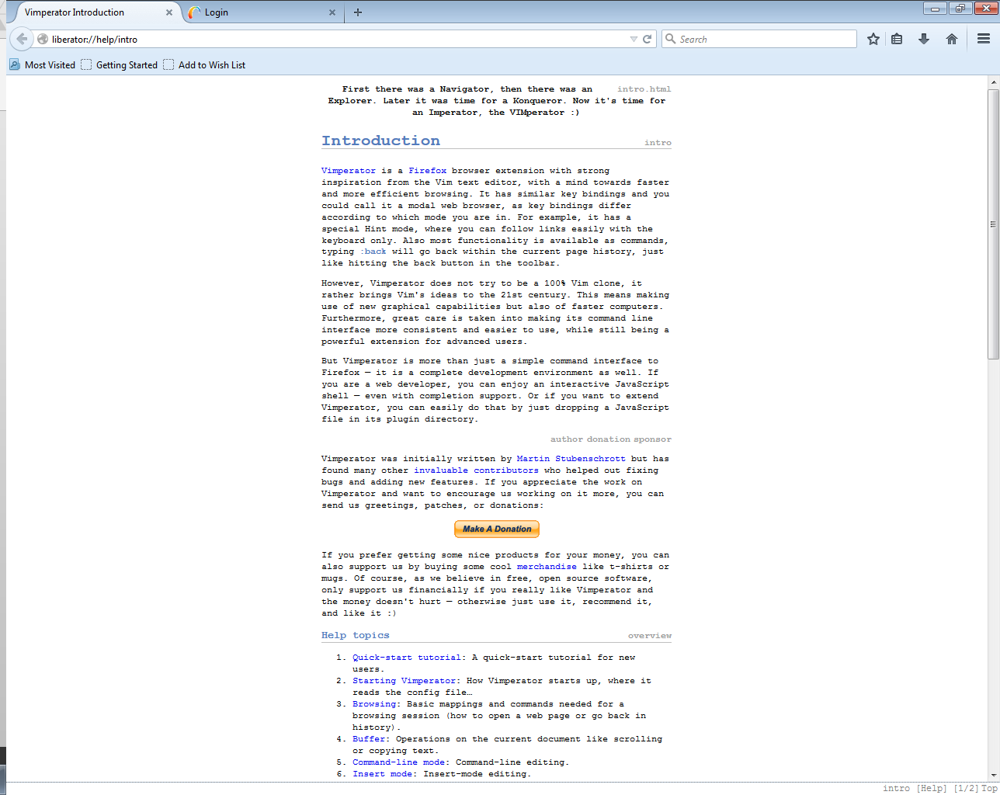 Vimperator Introduction
Login
liberator://help/intro
Search
Most Visited
Getting Started
Add to Wish List
intro.html
First there was a Navigator, then there was an
Explorer. Later it was time for a Konqueror. Now it's time for
an Imperator, the VIMperator :)
Introduction
intro
Vimperator is a Firefox browser extension with strong
inspiration from the Vim text editor, with a mind towards faster
and more efficient browsing. It has similar key bindings and you
could call it a modal web browser, as key bindings differ
according to which mode you are in. For example, it has a
special Hint mode, where you can follow links easily with the
keyboard only. Also most functionality is available as commands,
typing :back will go back within the current page history, just
like hitting the back button in the toolbar.
However, Vimperator does not try to be a 100% Vim clone, it
rather brings Vim's ideas to the 21st century. This means making
use of new graphical capabilities but also of faster computers.
Furthermore, great care is taken into making its command line
interface more consistent and easier to use, while still being a
powerful extension for advanced users.
But Vimperator is more than just a simple command interface to
Firefox — it is a complete development environment as well. If
you are a web developer, you can enjoy an interactive JavaScript
shell — even with completion support. Or if you want to extend
Vimperator, you can easily do that by just dropping a JavaScript
file in its plugin directory.
author donation sponsor
Vimperator was initially written by Martin Stubenschrott but has
found many other invaluable contributors who helped out fixing
bugs and adding new features. If you appreciate the work on
Vimperator and want to encourage us working on it more, you can
send us greetings, patches, or donations:
Make A Donation
If you prefer getting some nice products for your money, you can
also support us by buying some cool merchandise like t-shirts or
mugs. Of course, as we believe in free, open source software,
only support us financially if you really like Vimperator and
the money doesn't hurt — otherwise just use it, recommend it,
and like it :)
Help topics
overview
1. Quick-start tutorial: A quick-start tutorial for new
users.
2. Starting Vimperator: How Vimperator starts up, where it
reads the config file…
3. Browsing: Basic mappings and commands needed for a
browsing session (how to open a web page or go back in
history).
4. Buffer: Operations on the current document like scrolling
or copying text.
5. Command-line mode: Command-line editing.
6. Insert mode: Insert-mode editing.
intro [Help] [1/2] Top